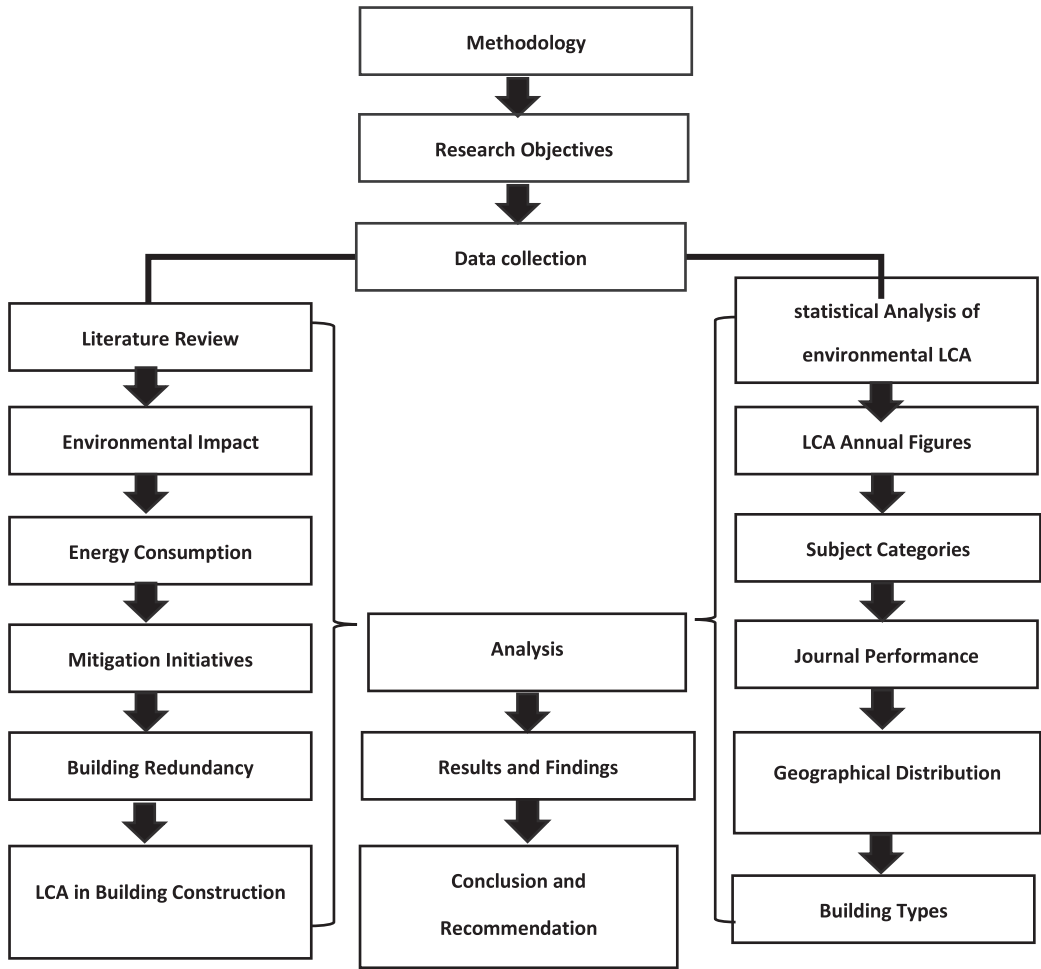 Methodology
Research Objectives
Data collection
Literature Review
Environmental Impact
Energy Consumption
Mitigation Initiatives
Building Redundancy
LCA in Building Construction
statistical Analysis of
environmental LCA
LCA Annual Figures
Subject Categories
Journal Performance
Geographical Distribution
Building Types
Analysis
Results and Findings
Conclusion and
Recommendation